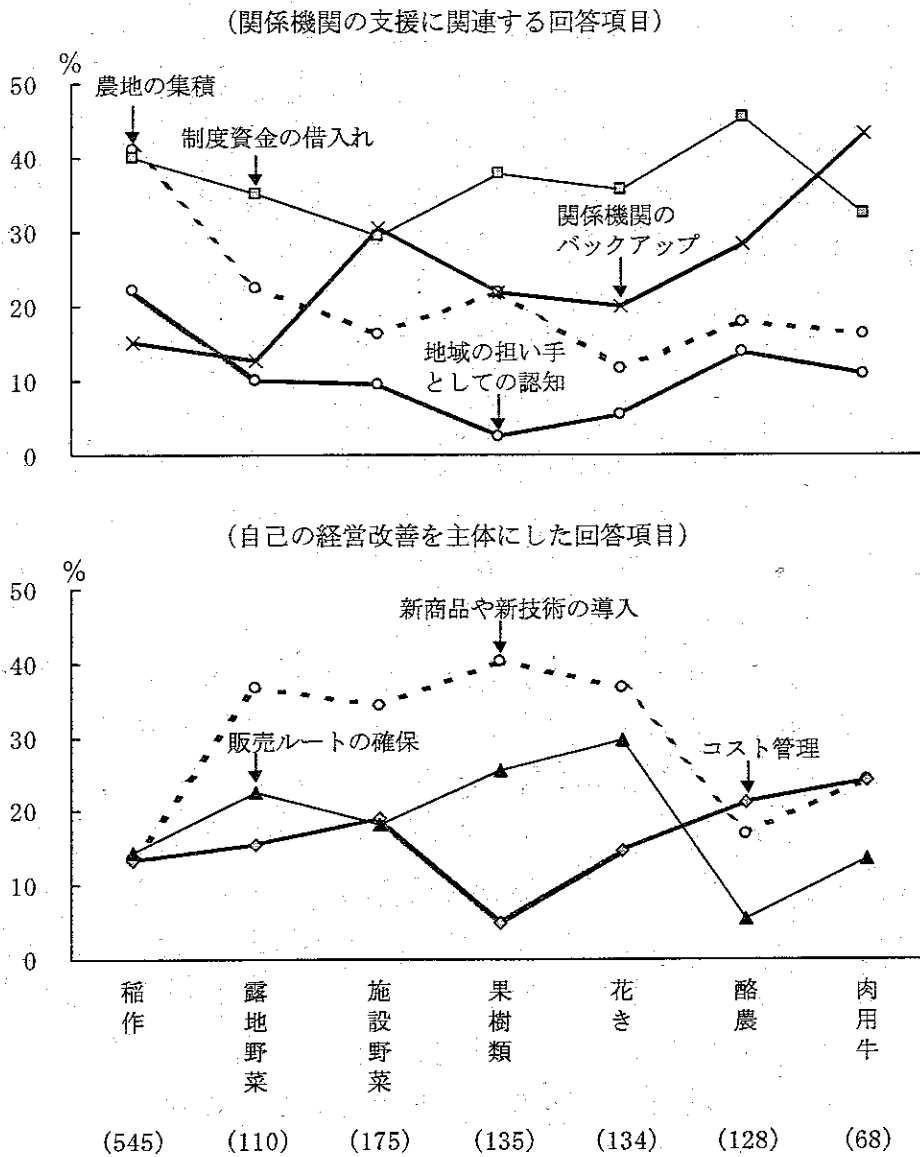 (関係機関の支援に関連する回答項目)
%
50
農地の集積
制度資金の借入れ
40
関係機関の
バックアップ
30
20
地域の担い手
としての認知
10
0
(自己の経営改善を主体にした回答項目)
%
50
新商品や新技術の導入
40
30
販売ルートの確保
コスト管理
20
10
0
稲作
露地野菜
施設野菜
果樹類
花き
酪農
肉用牛
(545) (110) (175) (135) (134) (128) (68)